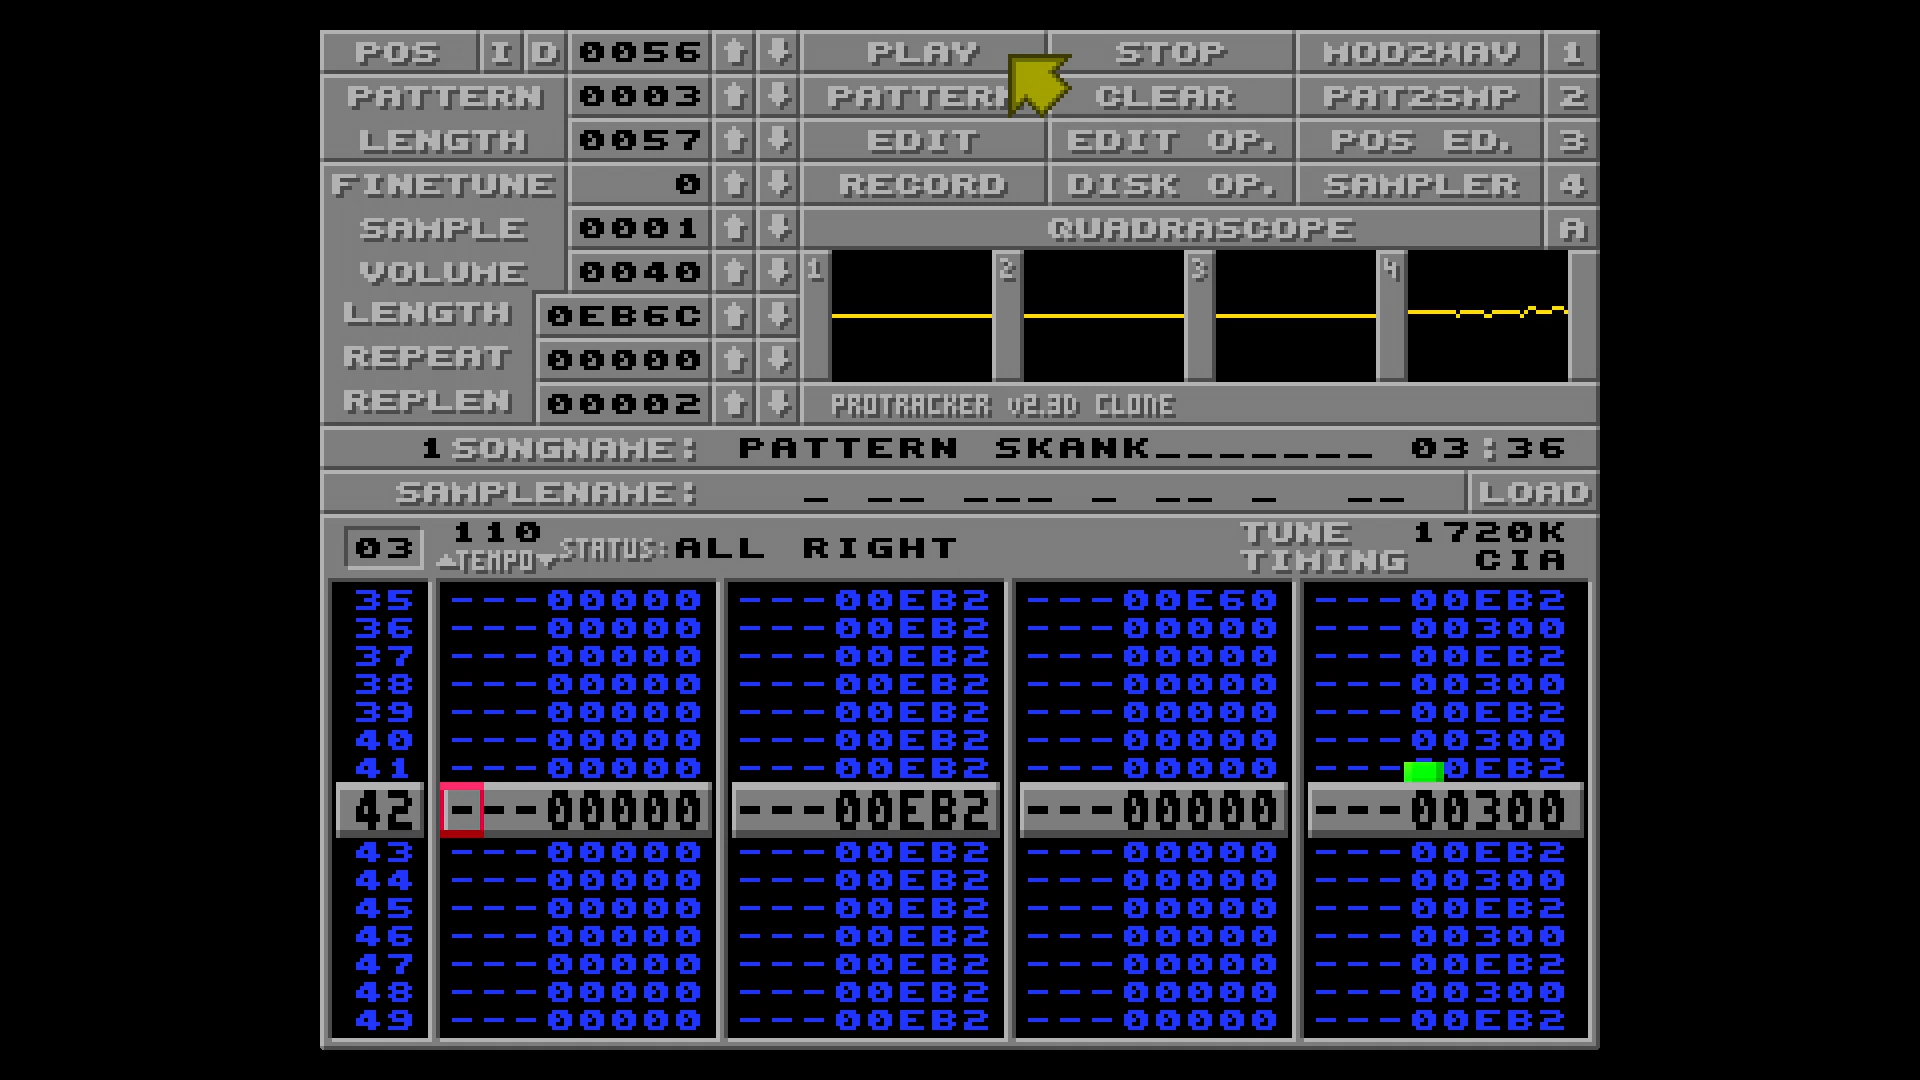 POS I D 0056 PLAY STOP MOD2WAV 1
PATTERN 0003 PATTERN CLEAR PAT2SMP 2
LENGTH 0057 EDIT EDIT OP. POS ED. 3
FINETUNE 0 RECORD DISK OP. SAMPLER 4
SAMPLE 0001 QUADRASCOPE A
VOLUME 0040 1 2 3 4
LENGTH 0EB6C
REPEAT 00000
REPLEN 00002 PROTRACKER V2.3D CLONE
1 SONGNAME: PATTERN SKANK_______ 03:36
SAMPLENAME: _ __ ___ _ __ _ __ LOAD
03 110 TEMPO STATUS: ALL RIGHT TUNE 1720K
TIMING CIA
35 ---00000 ---00EB2 ---00E60 ---00EB2
36 ---00000 ---00EB2 ---00000 ---00300
37 ---00000 ---00EB2 ---00000 ---00EB2
38 ---00000 ---00EB2 ---00000 ---00300
39 ---00000 ---00EB2 ---00000 ---00EB2
40 ---00000 ---00EB2 ---00000 ---00300
41 ---00000 ---00EB2 ---00000 ---00EB2
42 ---00000 ---00EB2 ---00000 ---00300
43 ---00000 ---00EB2 ---00000 ---00EB2
44 ---00000 ---00EB2 ---00000 ---00300
45 ---00000 ---00EB2 ---00000 ---00EB2
46 ---00000 ---00EB2 ---00000 ---00300
47 ---00000 ---00EB2 ---00000 ---00EB2
48 ---00000 ---00EB2 ---00000 ---00300
49 ---00000 ---00EB2 ---00000 ---00EB2